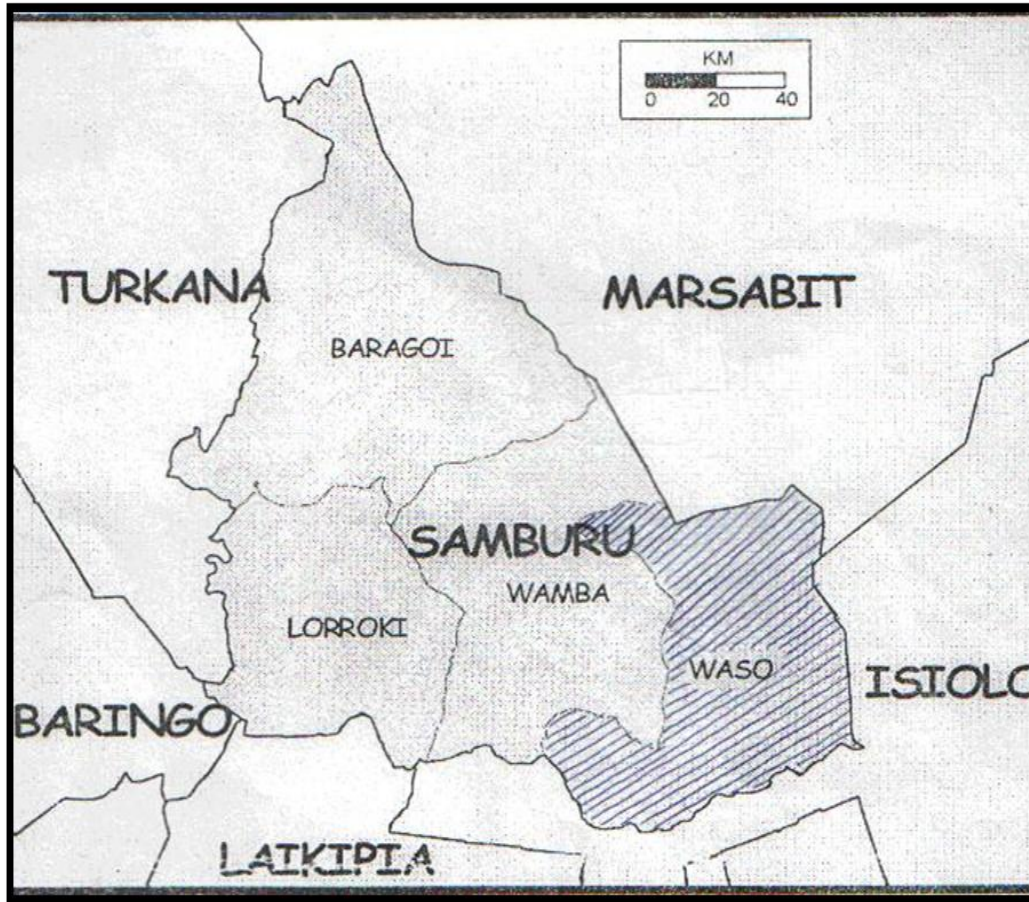 KM
0 20 40
TURKANA
MARSABIT
BARAGOI
SAMBURU
WAMBA
LORROKI
WASO
ISIOLO
BARINGO
LAIKIPIA